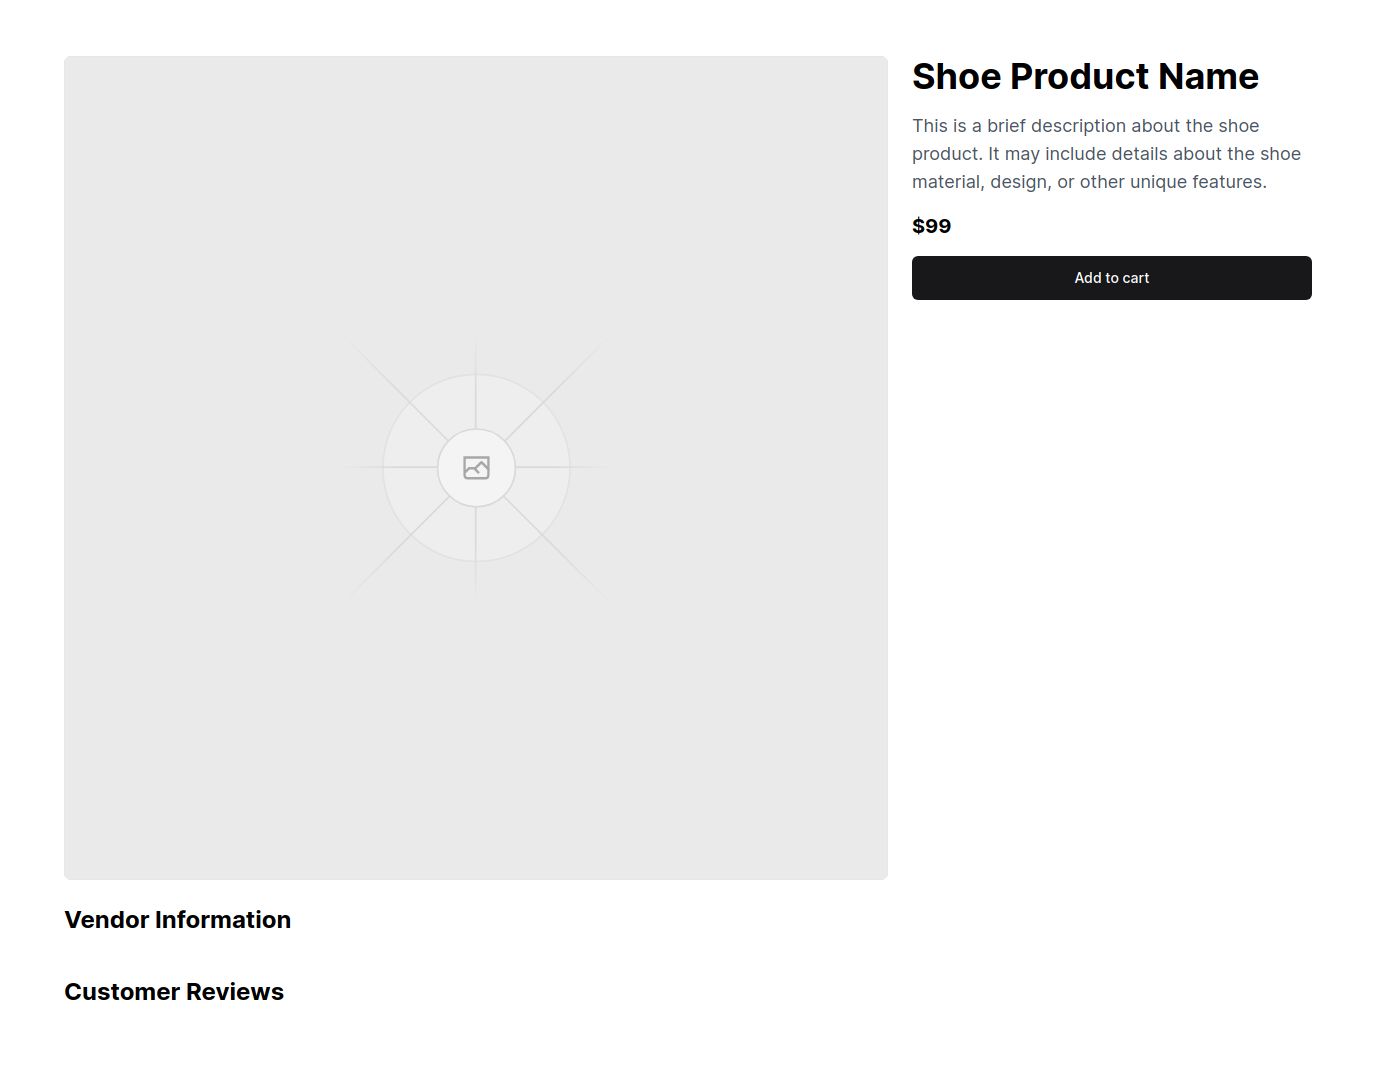 Shoe Product Name
This is a brief description about the shoe
product. It may include details about the shoe
material, design, or other unique features.
$99
Add to cart
Vendor Information
Customer Reviews